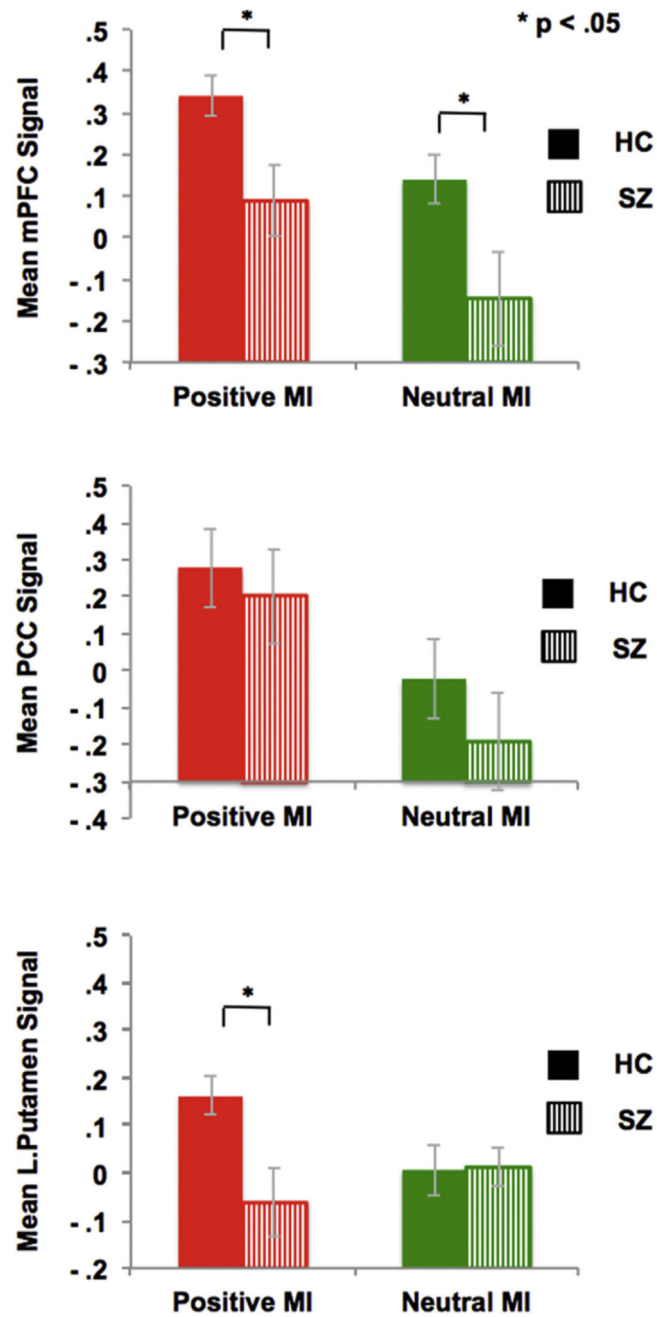 * p < .05
Mean mPFC Signal
.5
.4
.3
.2
.1
0
- .1
- .2
- .3
*
*
HC
SZ
Positive MI
Neutral MI
Mean PCC Signal
.5
.4
.3
.2
.1
0
- .1
- .2
- .3
- .4
HC
SZ
Positive MI
Neutral MI
Mean L.Putamen Signal
.5
.4
.3
.2
.1
0
- .1
- .2
*
HC
SZ
Positive MI
Neutral MI